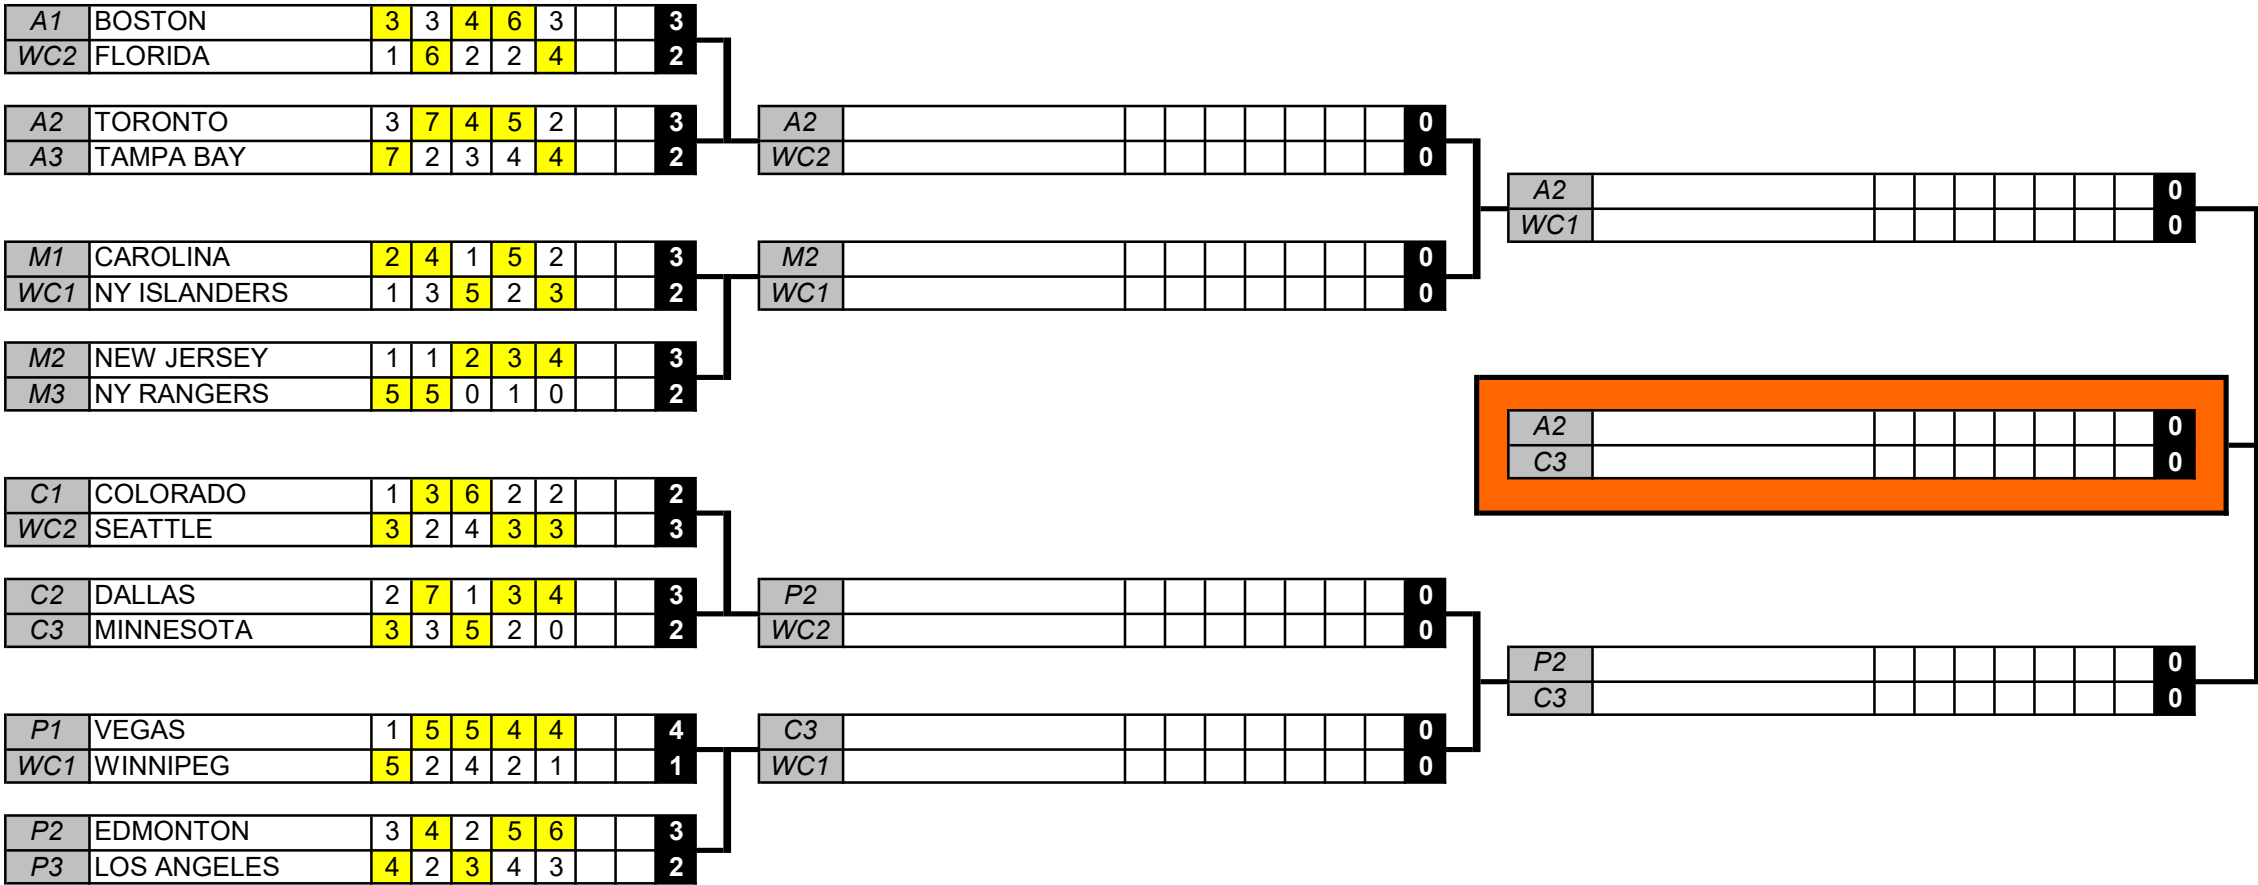 A1 BOSTON 3 3 4 6 3 3
WC2 FLORIDA 1 6 2 2 4 2
A2 TORONTO 3 7 4 5 2 3
A3 TAMPA BAY 7 2 3 4 4 2
M1 CAROLINA 2 4 1 5 2 3
WC1 NY ISLANDERS 1 3 5 2 3 2
M2 NEW JERSEY 1 1 2 3 4 3
M3 NY RANGERS 5 5 0 1 0 2
C1 COLORADO 1 3 6 2 2 2
WC2 SEATTLE 3 2 4 3 3 3
C2 DALLAS 2 7 1 3 4 3
C3 MINNESOTA 3 3 5 2 0 2
P1 VEGAS 1 5 5 4 4 4
WC1 WINNIPEG 5 2 4 2 1 1
P2 EDMONTON 3 4 2 5 6 3
P3 LOS ANGELES 4 2 3 4 3 2
A2 0
WC2 0
M2 0
WC1 0
P2 0
WC2 0
C3 0
WC1 0
A2 0
WC1 0
A2 0
C3 0
P2 0
C3 0